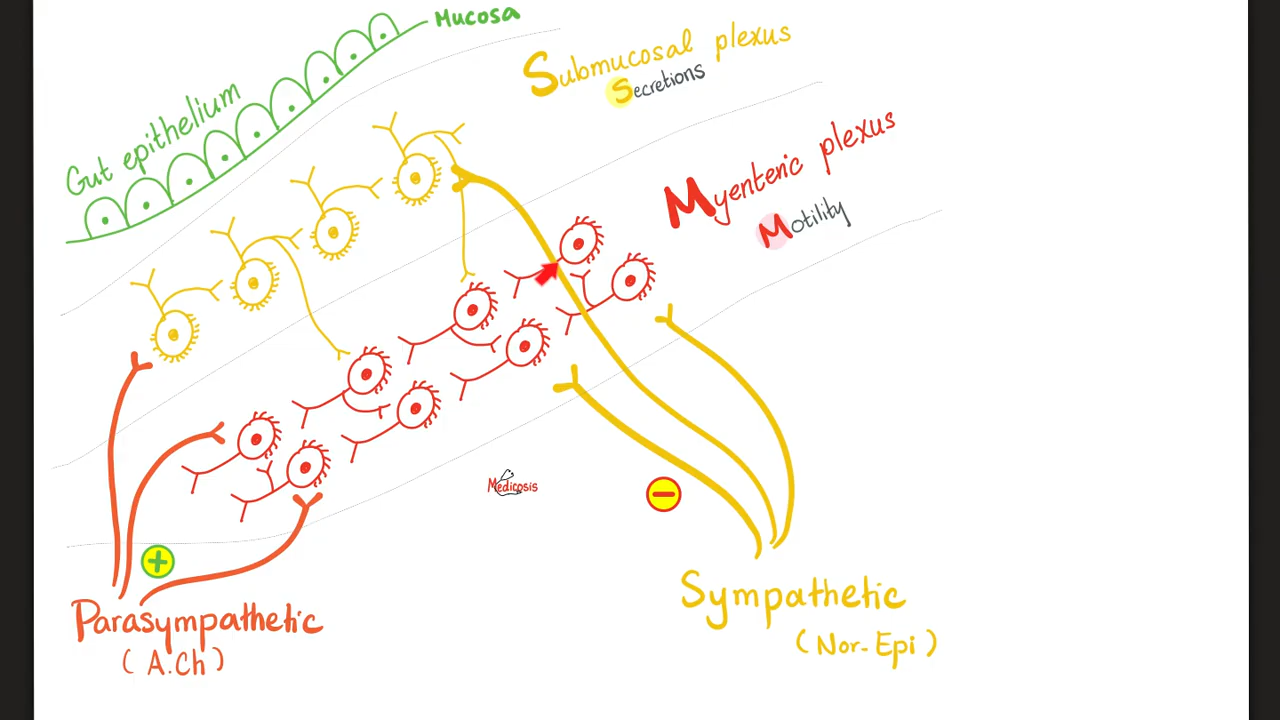 Mucosa
Gut epithelium
Submucosal plexus
Secretions
Myenteric plexus
Motility
Medicosis
+
−
Parasympathetic
(A.Ch)
Sympathetic
(Nor-Epi)